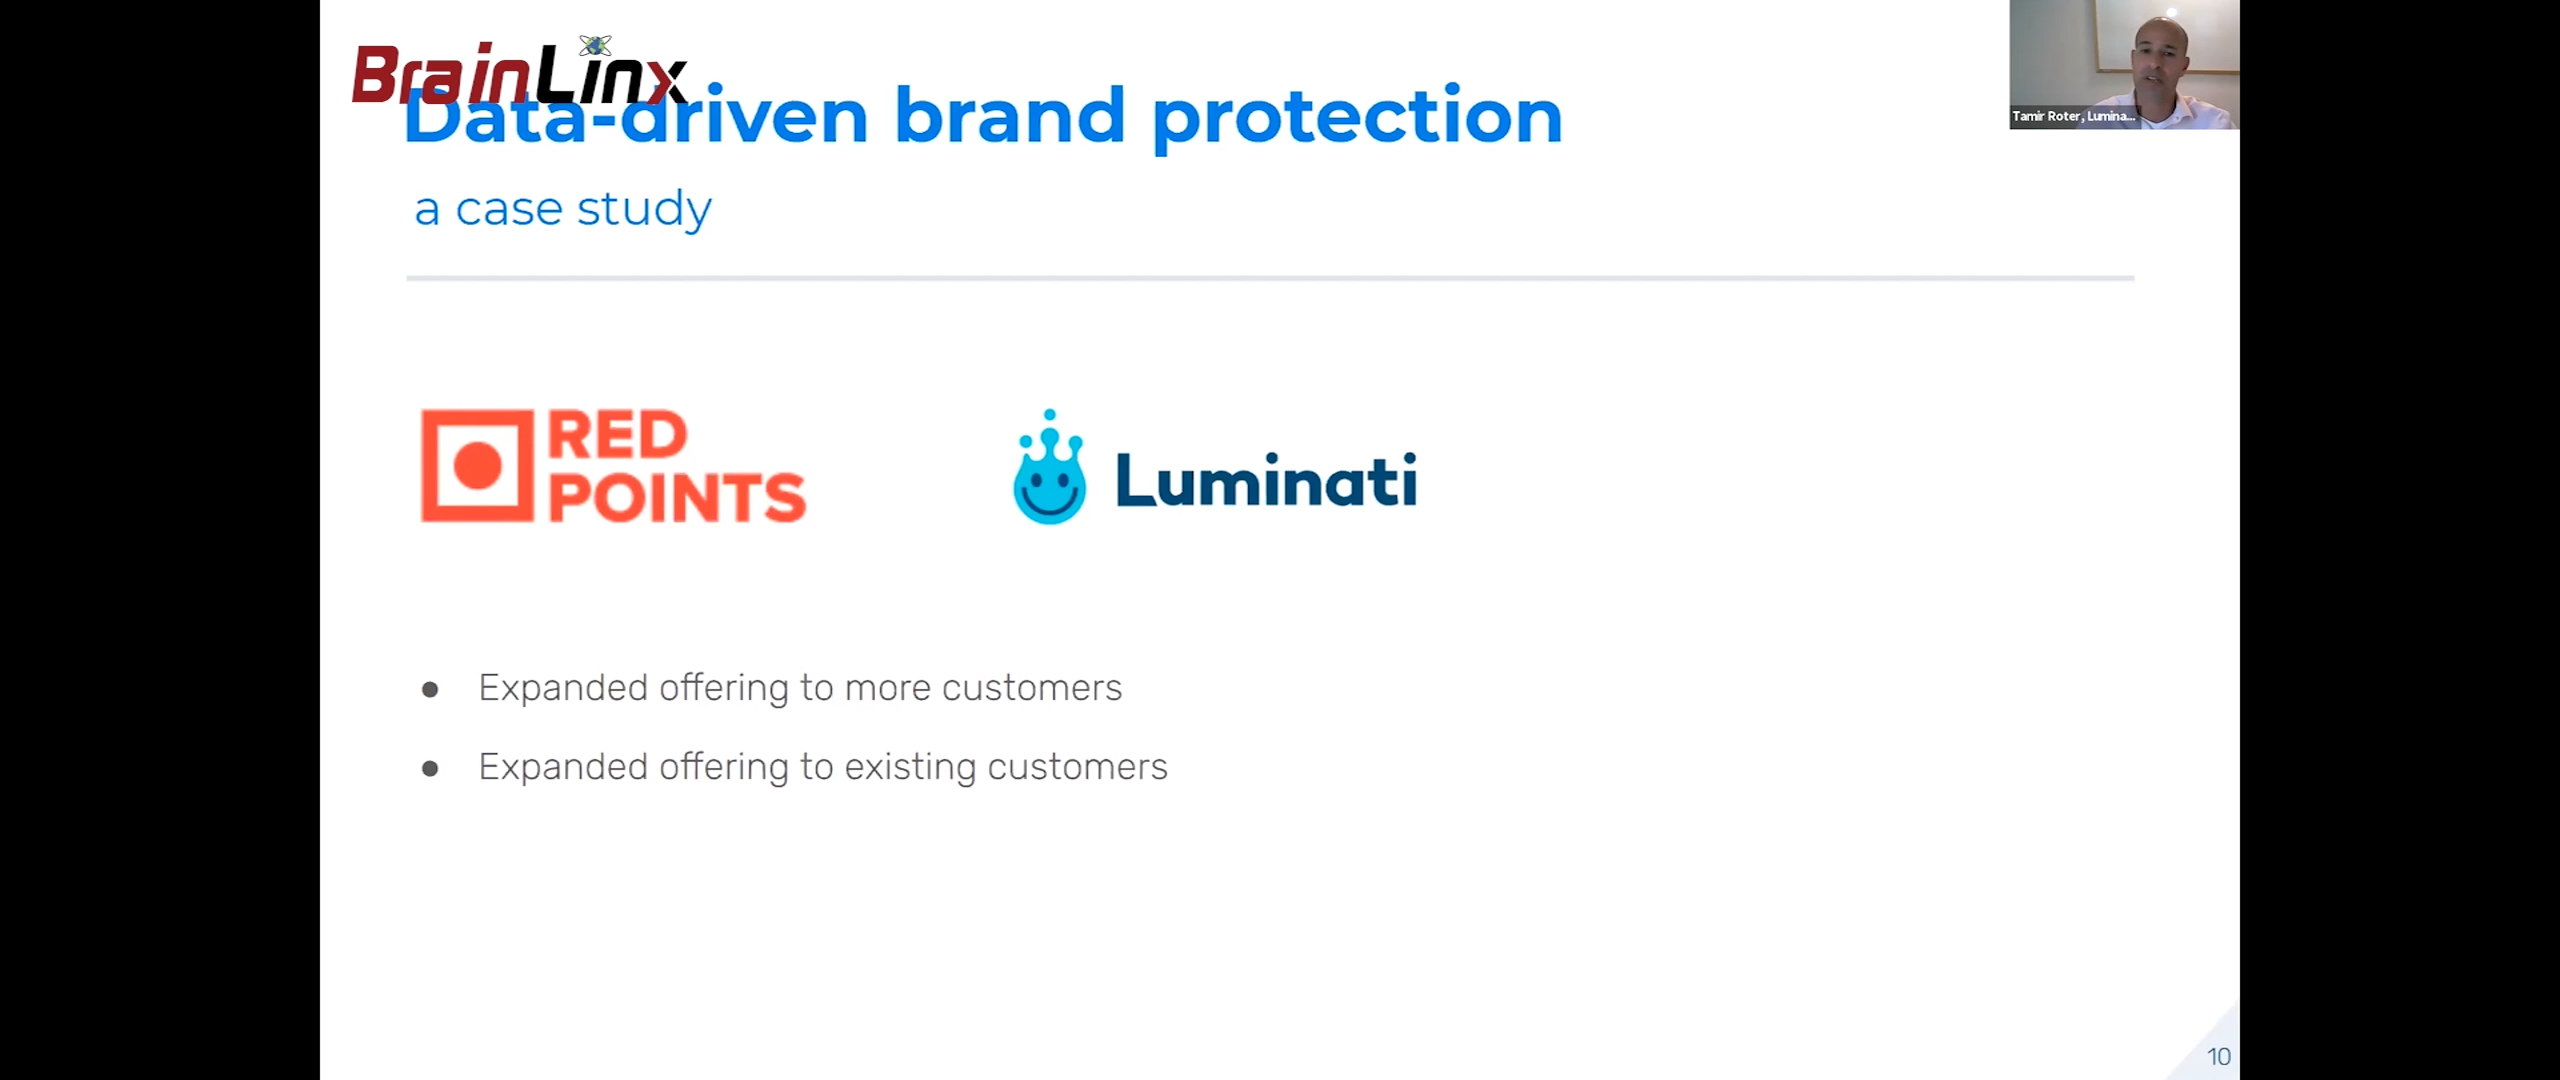 BrainLinx
Data-driven brand protection
Tamir Roter, Lumina...
a case study
RED
POINTS
Luminati
● Expanded offering to more customers
● Expanded offering to existing customers
10